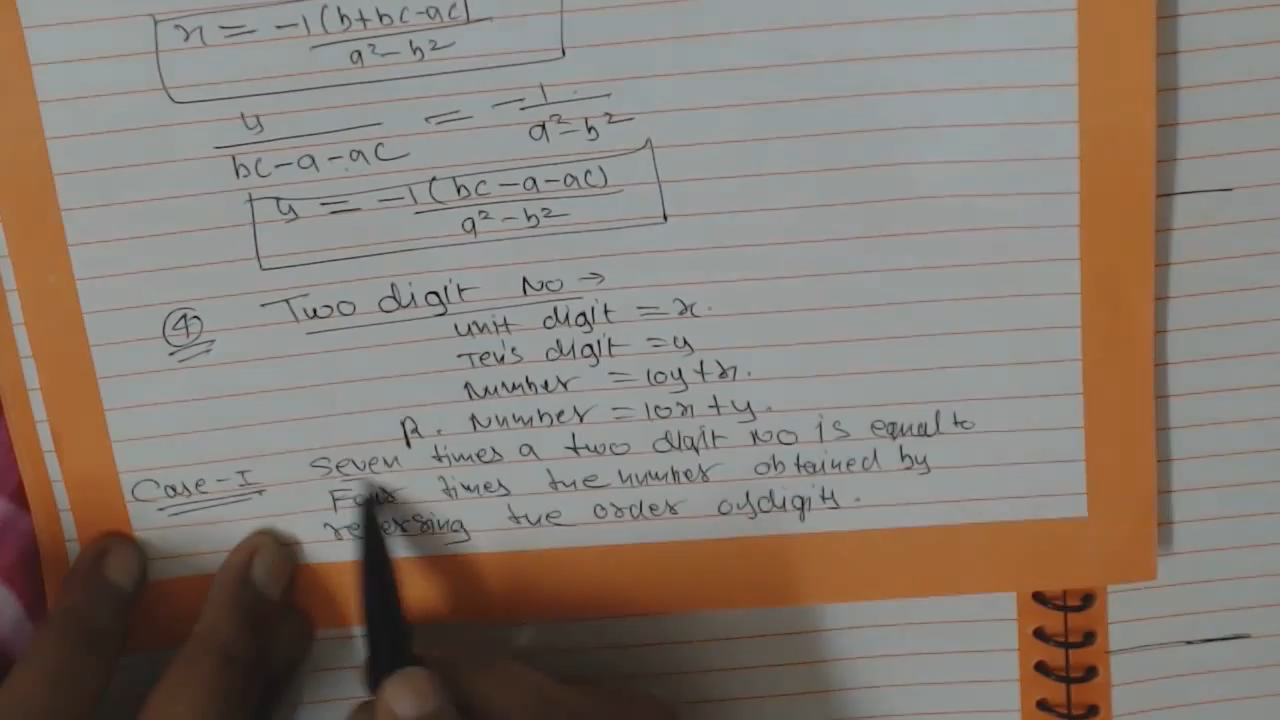 x = -1(b+bc-ac)
a²-b²
y = -1
bc-a-ac a²-b²
y = -1(bc-a-ac)
a²-b²
④ Two digit No →
unit digit = x.
Ten's digit = y
Number = 10y+x.
R. Number = 10x+y.
Case-I Seven times a two digit No is equal to
Four times the number obtained by
reversing the order of digits.